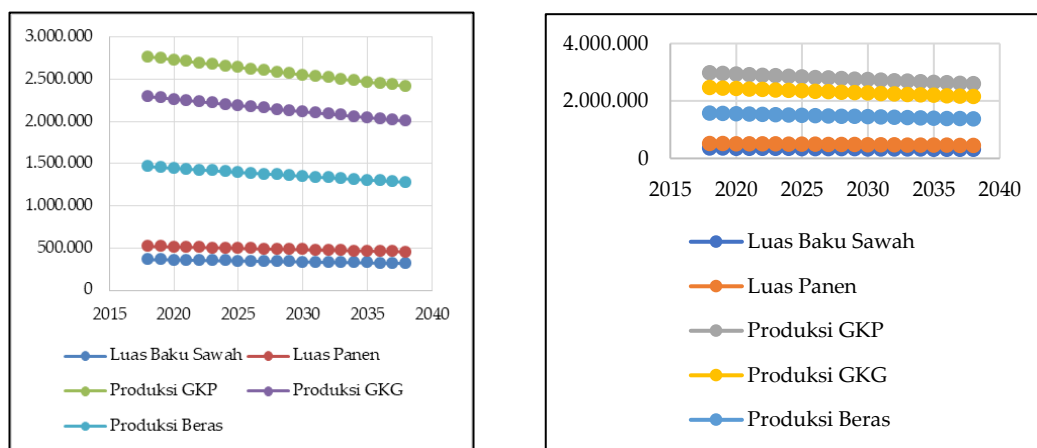 3.000.000
2.500.000
2.000.000
1.500.000
1.000.000
500.000
0
2015 2020 2025 2030 2035 2040
Luas Baku Sawah Luas Panen
Produksi GKP Produksi GKG
Produksi Beras
4.000.000
2.000.000
0
2015 2020 2025 2030 2035 2040
Luas Baku Sawah
Luas Panen
Produksi GKP
Produksi GKG
Produksi Beras